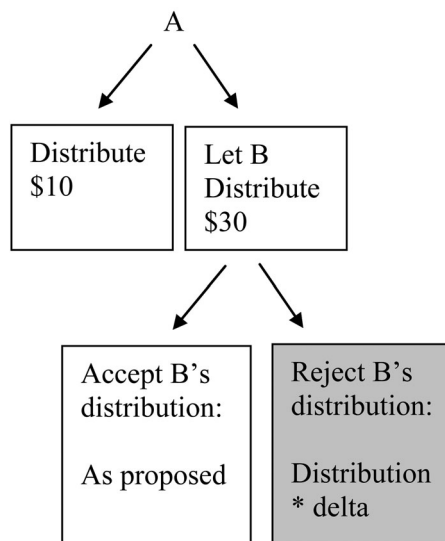 A
Distribute
$10
Let B
Distribute
$30
Accept B's
distribution:
As proposed
Reject B's
distribution:
Distribution
* delta